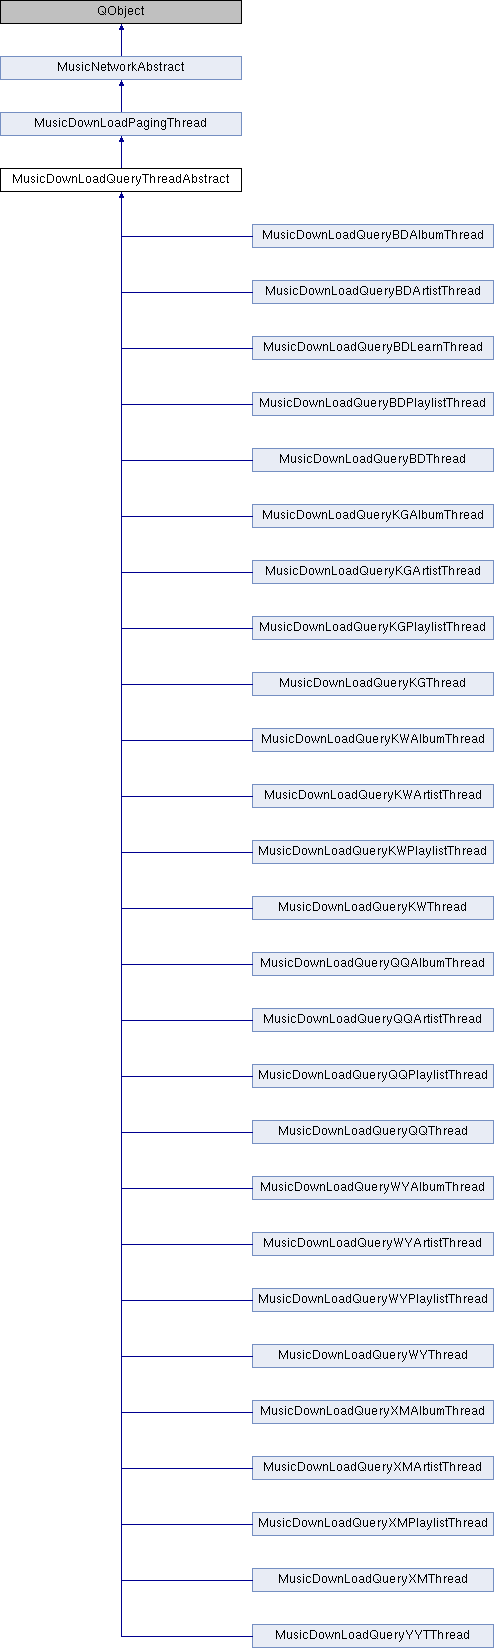 QObject
MusicNetworkAbstract
MusicDownLoadPagingThread
MusicDownLoadQueryThreadAbstract
MusicDownLoadQueryBDAlbumThread
MusicDownLoadQueryBDArtistThread
MusicDownLoadQueryBDLearnThread
MusicDownLoadQueryBDPlaylistThread
MusicDownLoadQueryBDThread
MusicDownLoadQueryKGAlbumThread
MusicDownLoadQueryKGArtistThread
MusicDownLoadQueryKGPlaylistThread
MusicDownLoadQueryKGThread
MusicDownLoadQueryKWAlbumThread
MusicDownLoadQueryKWArtistThread
MusicDownLoadQueryKWPlaylistThread
MusicDownLoadQueryKWThread
MusicDownLoadQueryQQAlbumThread
MusicDownLoadQueryQQArtistThread
MusicDownLoadQueryQQPlaylistThread
MusicDownLoadQueryQQThread
MusicDownLoadQueryWYAlbumThread
MusicDownLoadQueryWYArtistThread
MusicDownLoadQueryWYPlaylistThread
MusicDownLoadQueryWYThread
MusicDownLoadQueryXMAlbumThread
MusicDownLoadQueryXMArtistThread
MusicDownLoadQueryXMPlaylistThread
MusicDownLoadQueryXMThread
MusicDownLoadQueryYYTThread